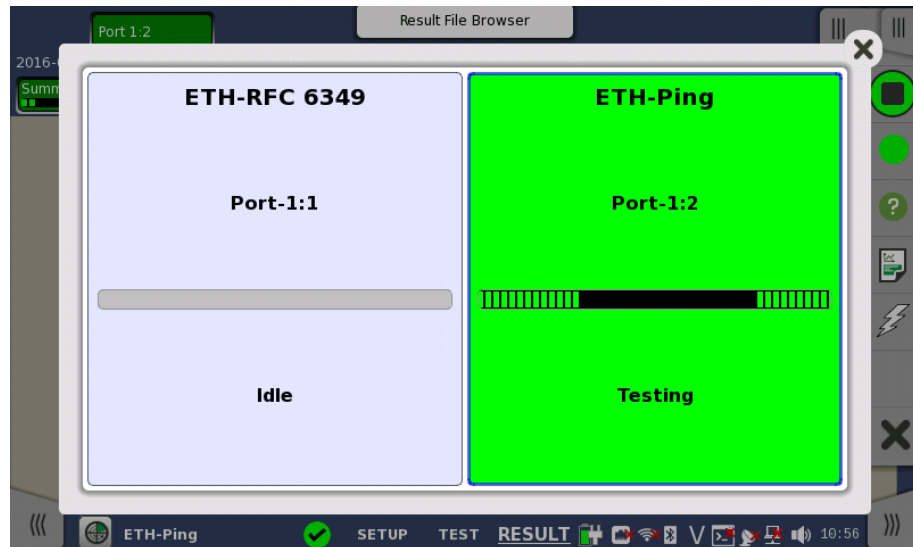 Port 1:2
Result File Browser
2016-
Summ
ETH-RFC 6349
ETH-Ping
Port-1:1
Port-1:2
Idle
Testing
ETH-Ping
SETUP
TEST
RESULT
V
10:56